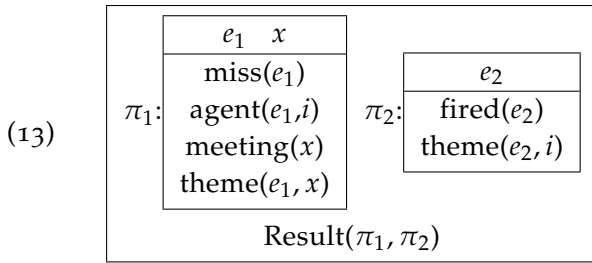 (13)
π₁:
e₁ x
miss(e₁)
agent(e₁,i)
meeting(x)
theme(e₁, x)
π₂:
e₂
fired(e₂)
theme(e₂, i)
Result(π₁, π₂)